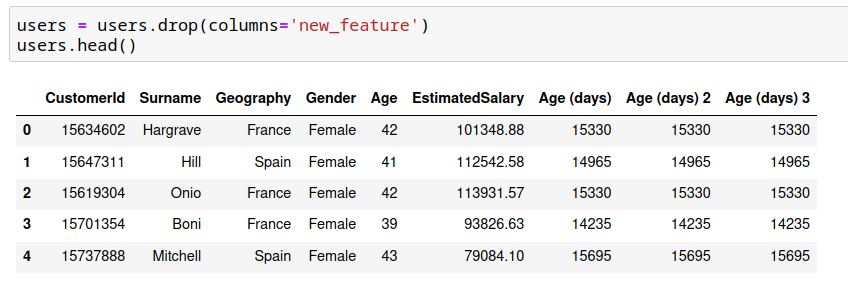 users = users.drop(columns='new_feature')
users.head()
CustomerId Surname Geography Gender Age EstimatedSalary Age (days) Age (days) 2 Age (days) 3
0 15634602 Hargrave France Female 42 101348.88 15330 15330 15330
1 15647311 Hill Spain Female 41 112542.58 14965 14965 14965
2 15619304 Onio France Female 42 113931.57 15330 15330 15330
3 15701354 Boni France Female 39 93826.63 14235 14235 14235
4 15737888 Mitchell Spain Female 43 79084.10 15695 15695 15695